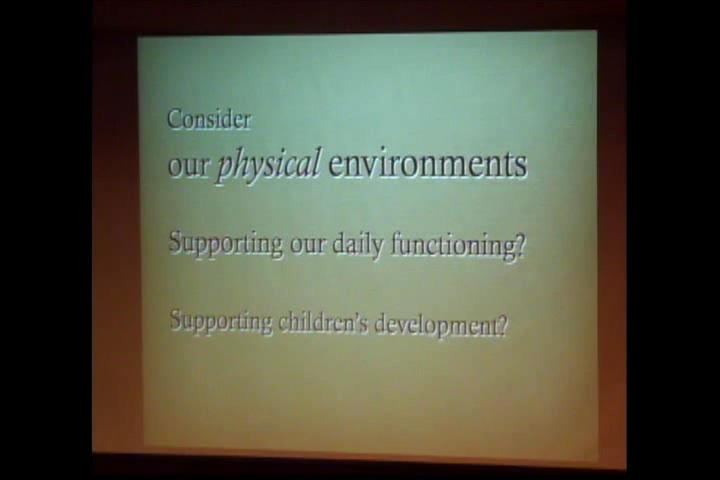 Consider
our physical environments
Supporting our daily functioning?
Supporting children's development?